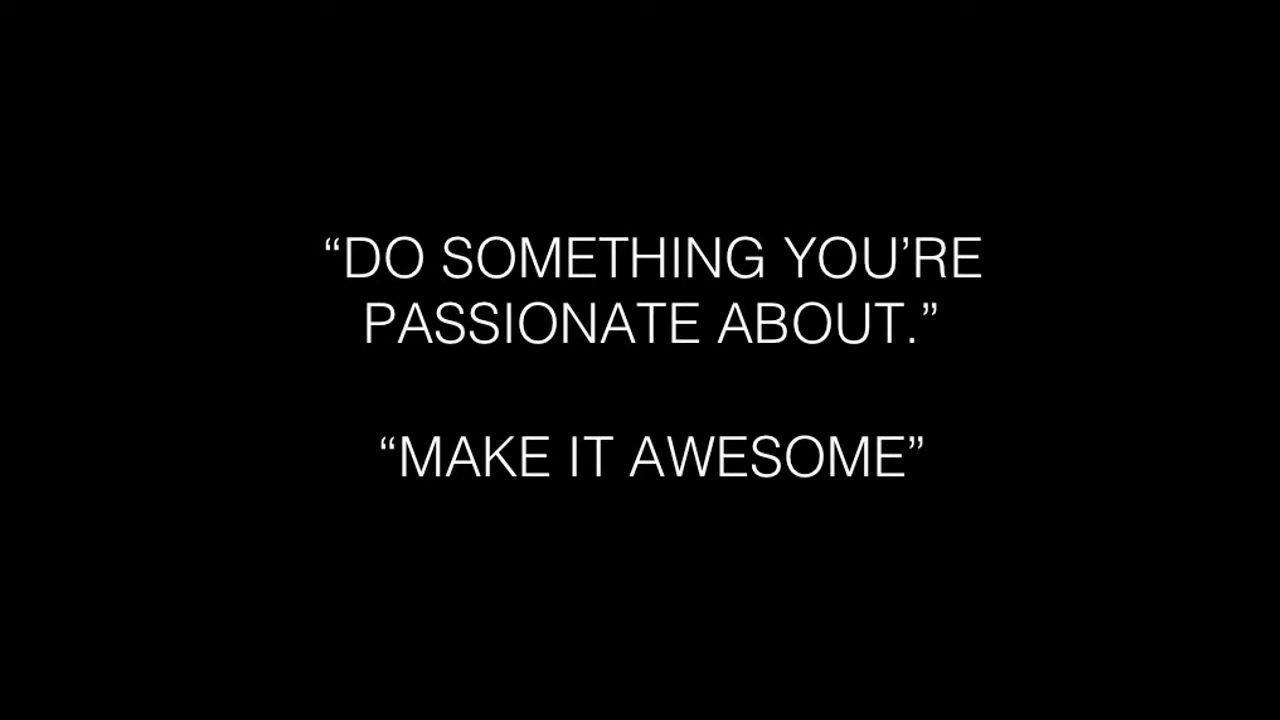 “DO SOMETHING YOU’RE
PASSIONATE ABOUT.”
“MAKE IT AWESOME”